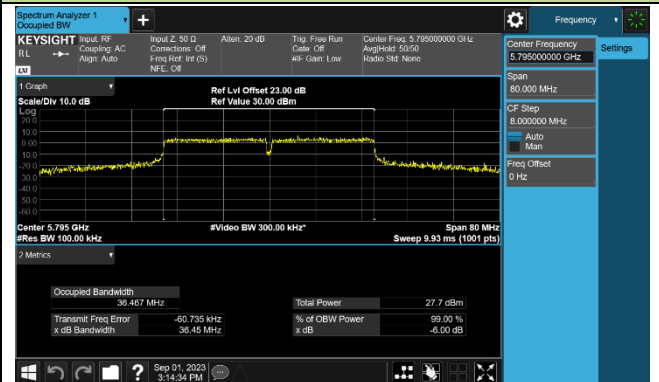 Spectrum Analyzer 1
Occupied BW
Frequency
KEYSIGHT
RL
LXI
Input: RF
Coupling: AC
Align: Auto
Input Z: 50 Ω
Corrections: Off
Freq Ref: Int (S)
NFE: Off
Atten: 20 dB
Trig: Free Run
Gate: Off
#IF Gain: Low
Center Freq: 5.795000000 GHz
Avg|Hold: 50/50
Radio Std: None
Center Frequency
5.795000000 GHz
Settings
Span
80.000 MHz
CF Step
8.000000 MHz
Auto
Man
Freq Offset
0 Hz
1 Graph
Scale/Div 10.0 dB
Ref Lvl Offset 23.00 dB
Ref Value 30.00 dBm
Log
20.0
10.0
0.00
-10.0
-20.0
-30.0
-40.0
-50.0
-60.0
Center 5.795 GHz
#Res BW 100.00 kHz
#Video BW 300.00 kHz*
Span 80 MHz
Sweep 9.93 ms (1001 pts)
2 Metrics
Occupied Bandwidth
36.467 MHz
Total Power
27.7 dBm
Transmit Freq Error
-60.735 kHz
% of OBW Power
99.00 %
x dB Bandwidth
36.45 MHz
x dB
-6.00 dB
Sep 01, 2023
3:14:34 PM